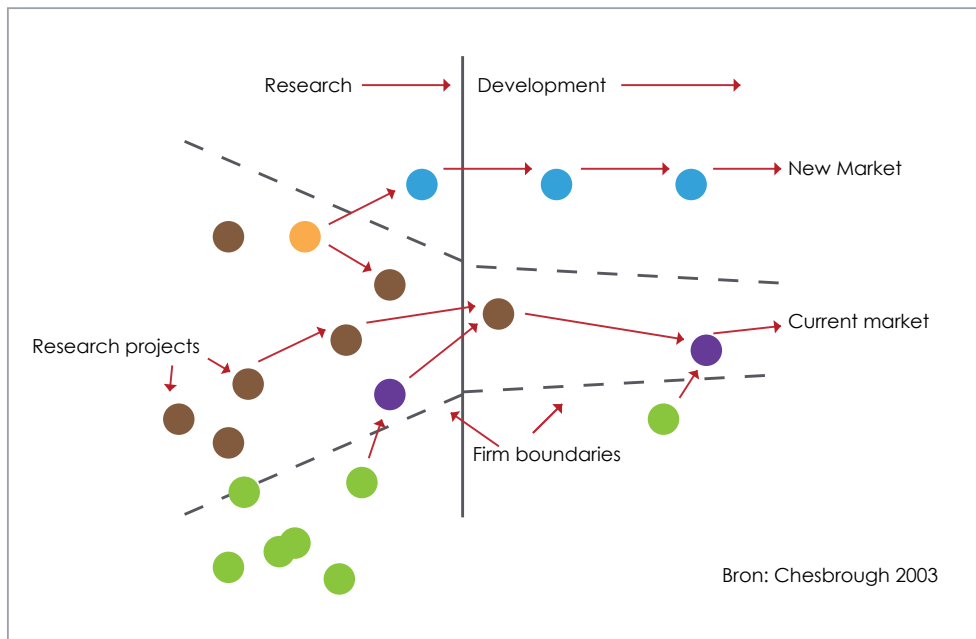 Research
Development
New Market
Current market
Research projects
Firm boundaries
Bron: Chesbrough 2003